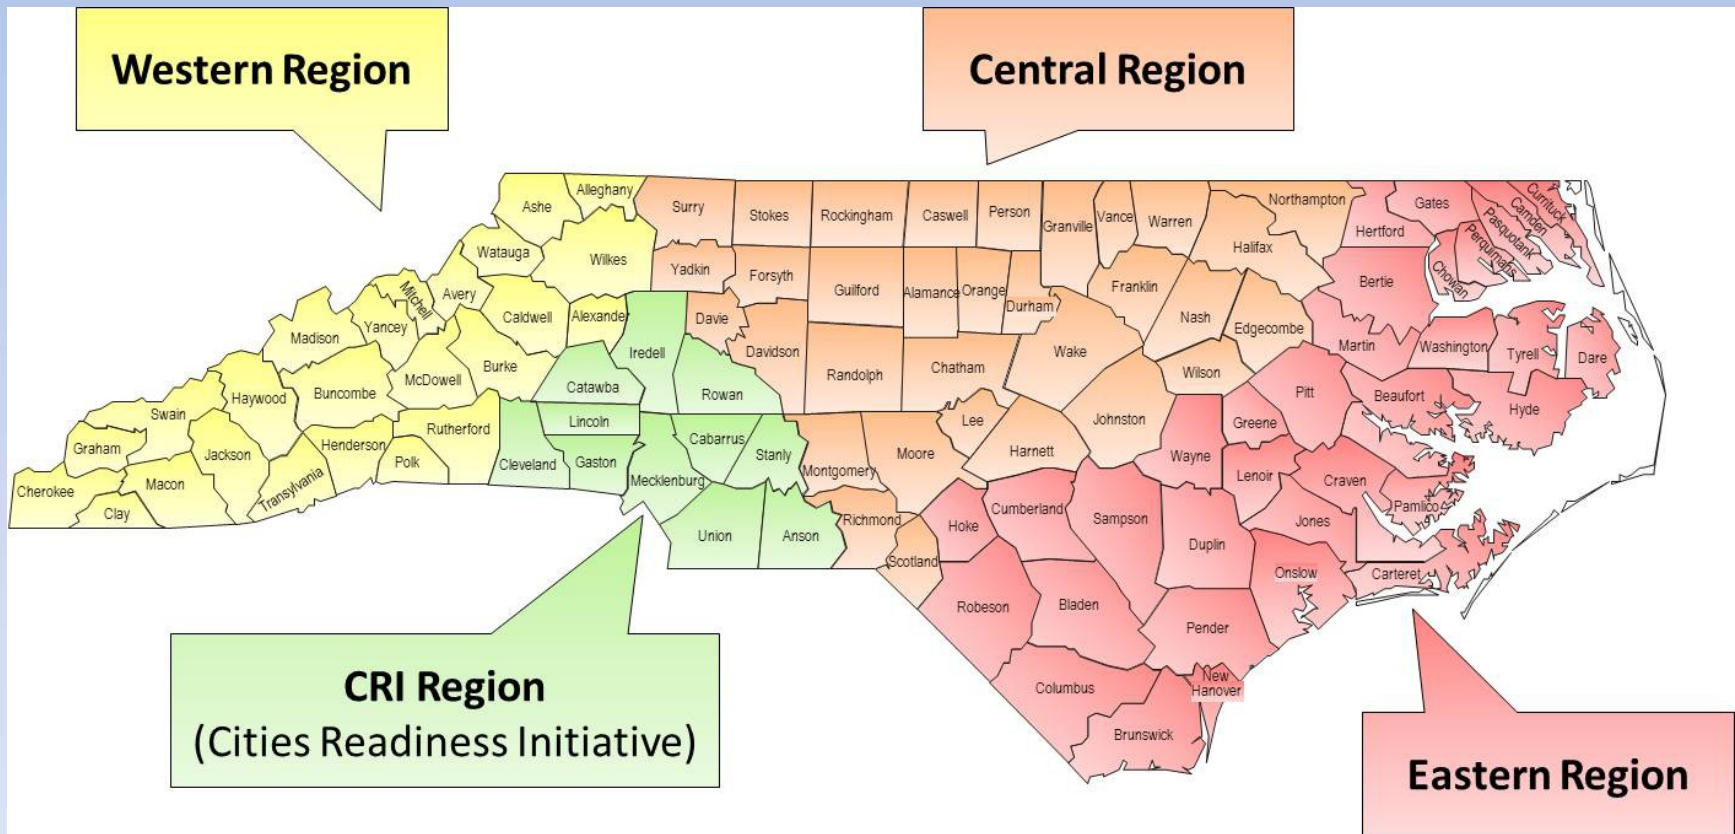 Western Region
Central Region
Alleghany
Ashe
Surry
Stokes
Rockingham
Caswell
Person
Granville
Vance
Warren
Northampton
Halifax
Hertford
Gates
Currituck
Camden
Pasquotank
Perquimans
Chowan
Watauga
Wilkes
Yadkin
Forsyth
Guilford
Alamance
Orange
Durham
Franklin
Nash
Edgecombe
Bertie
Mitchell
Avery
Yancey
Madison
Caldwell
Alexander
Iredell
Davie
Davidson
Randolph
Chatham
Wake
Wilson
Martin
Washington
Tyrell
Dare
Haywood
Buncombe
McDowell
Burke
Catawba
Rowan
Pitt
Beaufort
Hyde
Swain
Graham
Jackson
Henderson
Rutherford
Polk
Transylvania
Lincoln
Cleveland
Gaston
Cabarrus
Stanly
Mecklenburg
Montgomery
Moore
Lee
Harnett
Johnston
Wayne
Greene
Lenoir
Craven
Pamlico
Jones
Cherokee
Macon
Clay
Union
Anson
Richmond
Scotland
Hoke
Cumberland
Sampson
Duplin
Onslow
Carteret
Robeson
Bladen
Pender
New
Hanover
Columbus
Brunswick
CRI Region
(Cities Readiness Initiative)
Eastern Region